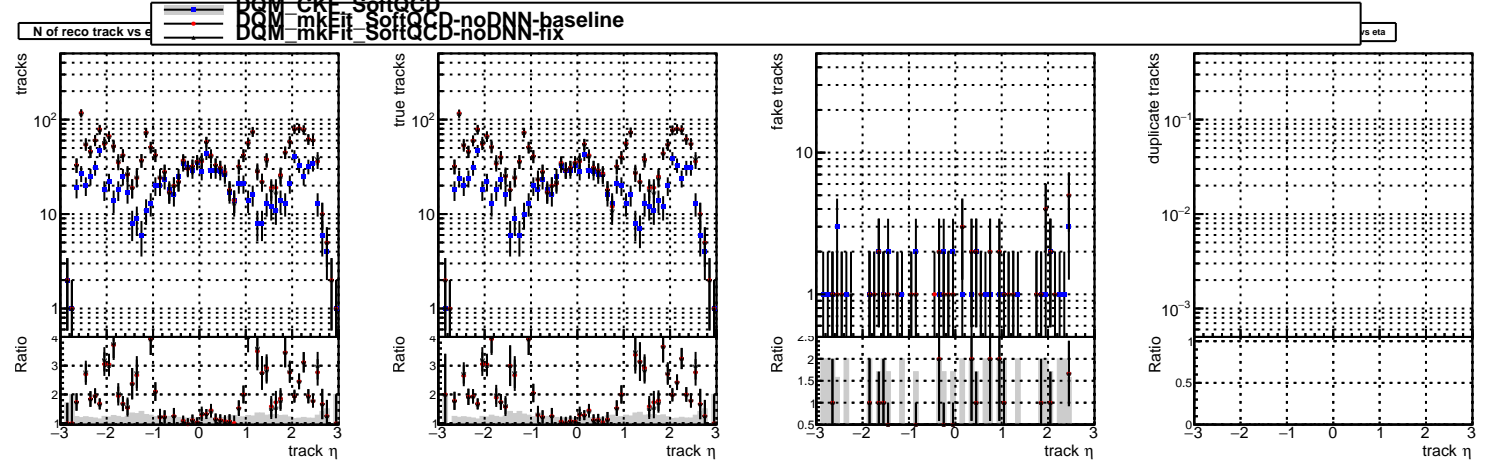 DQM_CKF_SoftQCD
DQM_mkFit_SoftQCD-noDNN-baseline
DQM_mkFit_SoftQCD-noDNN-fix
N of reco track vs e
vs eta
tracks
10²
10
1
Ratio
4
3
2
1
−3 −2 −1 0 1 2 3
track η
true tracks
10²
10
1
Ratio
4
3
2
1
−3 −2 −1 0 1 2 3
track η
fake tracks
10
1
Ratio
2.5
2
1.5
1
0.5
−3 −2 −1 0 1 2 3
track η
duplicate tracks
10⁻¹
10⁻²
10⁻³
Ratio
1
0.5
0
−3 −2 −1 0 1 2 3
track η